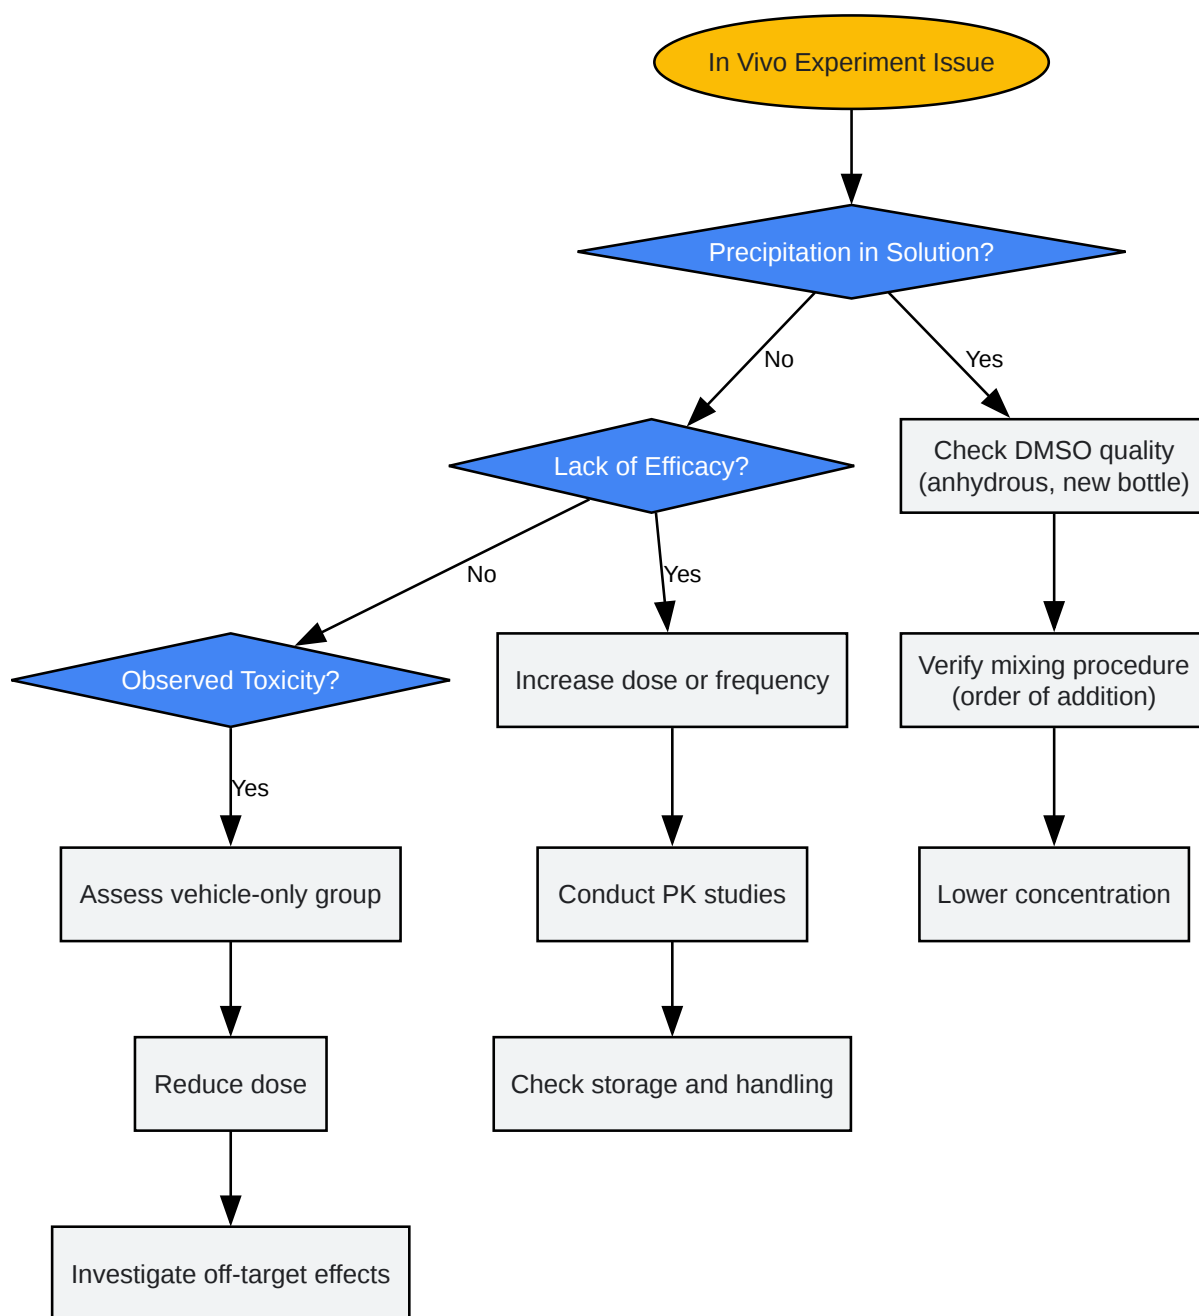 In Vivo Experiment Issue
Precipitation in Solution?
No
Yes
Lack of Efficacy?
Check DMSO quality
(anhydrous, new bottle)
No
Yes
Observed Toxicity?
Increase dose or frequency
Verify mixing procedure
(order of addition)
Yes
Assess vehicle-only group
Conduct PK studies
Lower concentration
Reduce dose
Check storage and handling
Investigate off-target effects